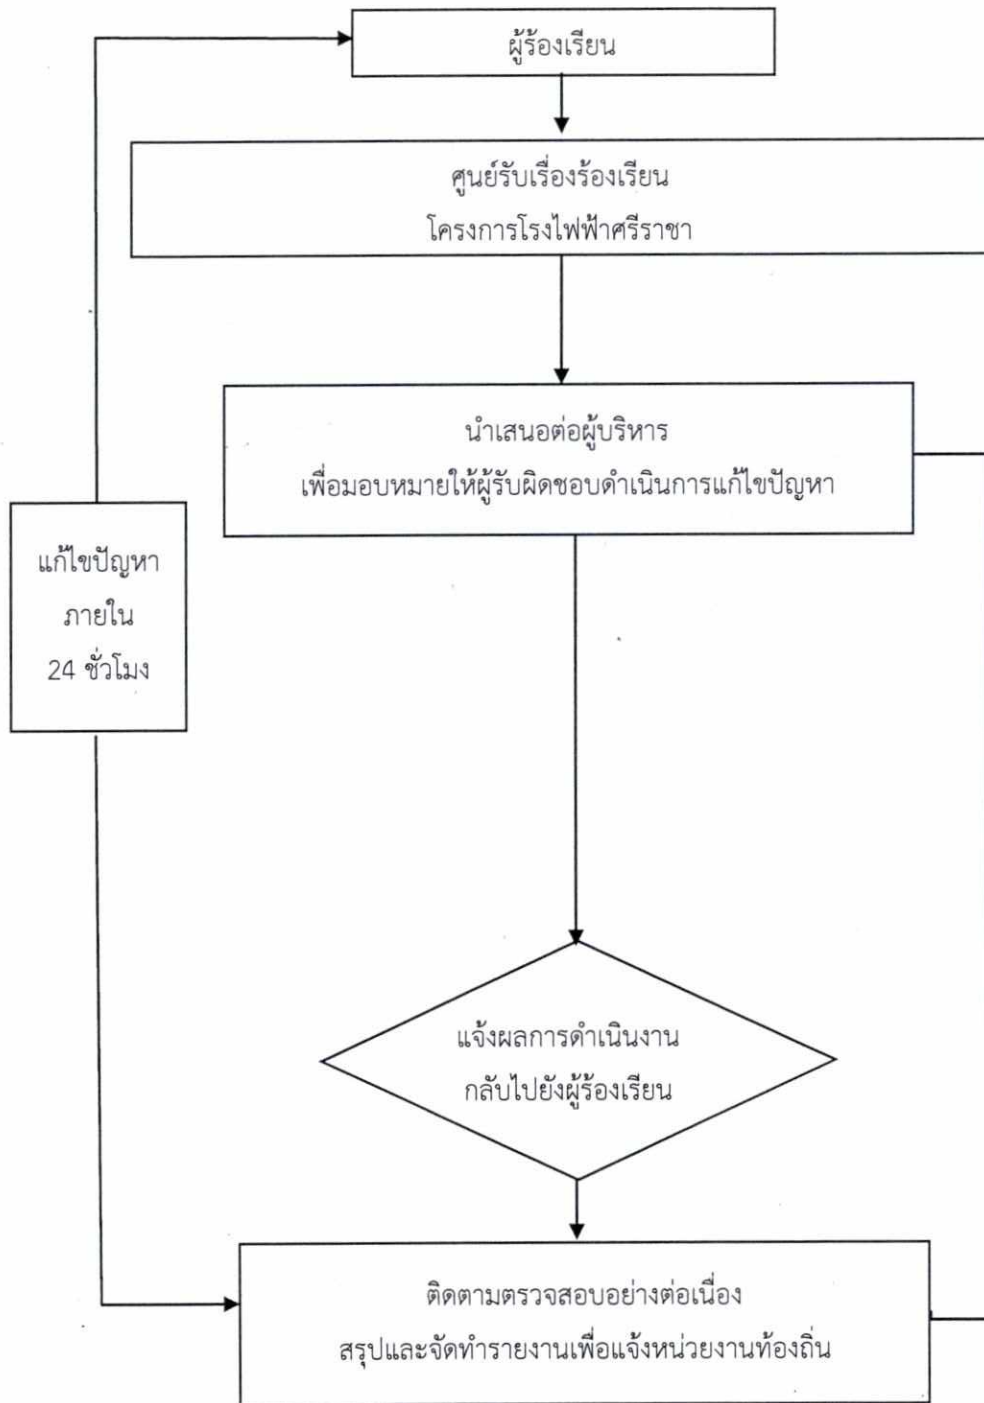 ผู้ร้องเรียน
ศูนย์รับเรื่องร้องเรียน
โครงการโรงไฟฟ้าศรีราชา
นำเสนอต่อผู้บริหาร
เพื่อมอบหมายให้ผู้รับผิดชอบดำเนินการแก้ไขปัญหา
แก้ไขปัญหา
ภายใน
24 ชั่วโมง
แจ้งผลการดำเนินงาน
กลับไปยังผู้ร้องเรียน
ติดตามตรวจสอบอย่างต่อเนื่อง
สรุปและจัดทำรายงานเพื่อแจ้งหน่วยงานท้องถิ่น